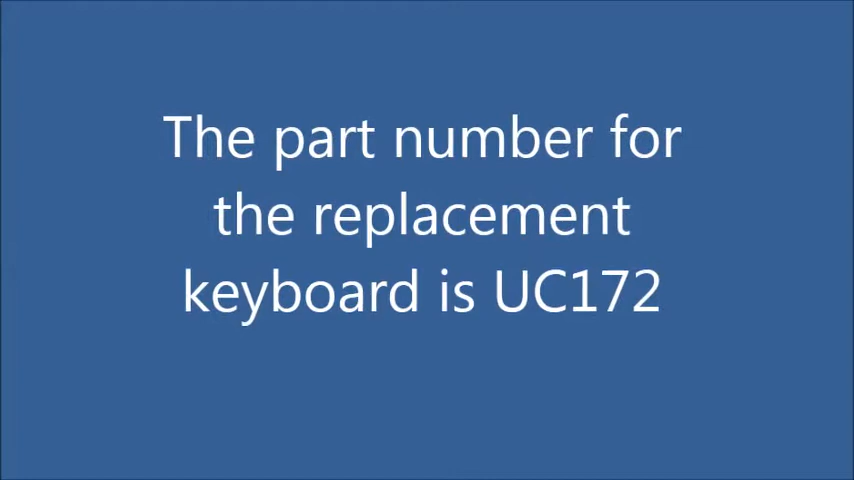 The part number for
the replacement
keyboard is UC172